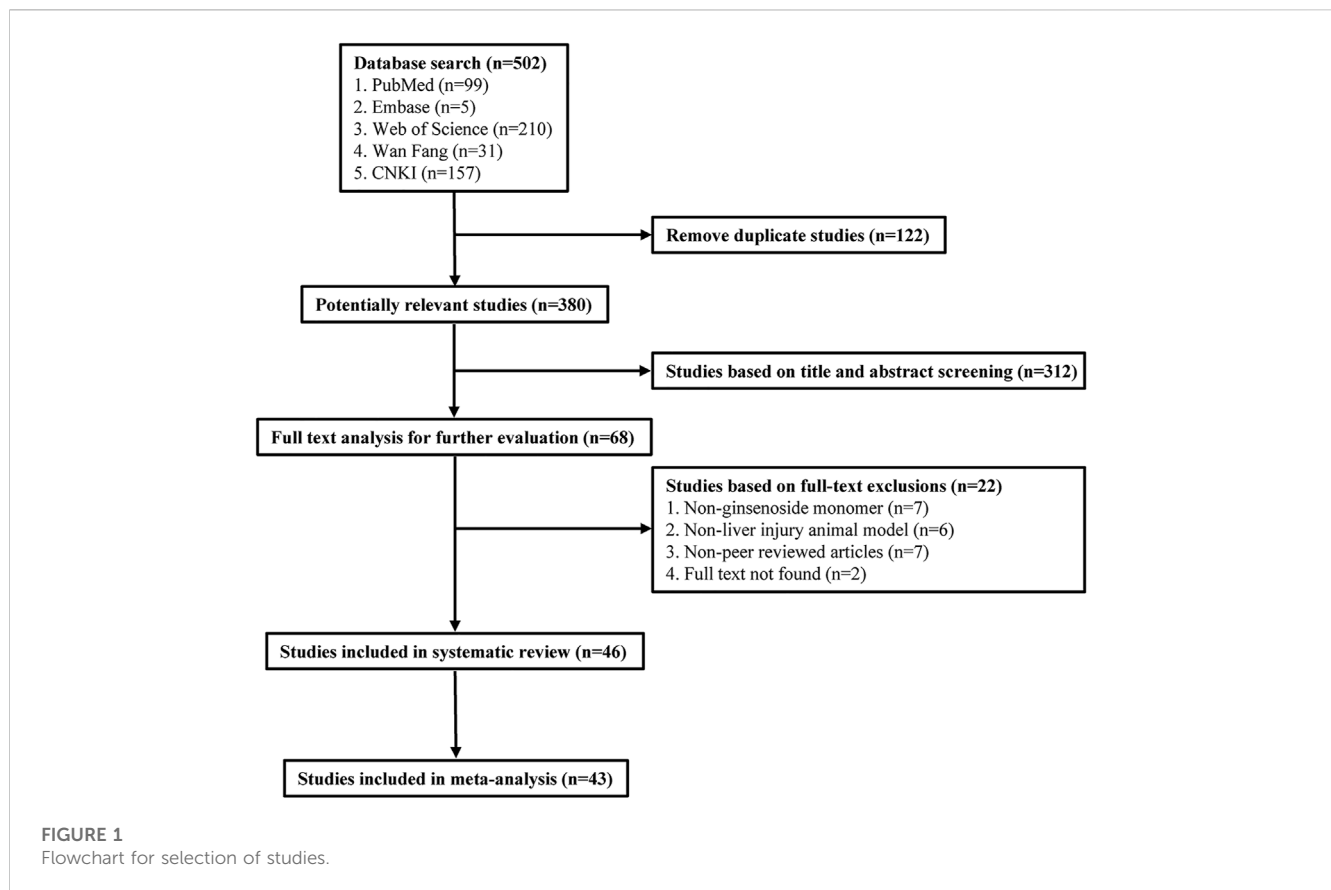 Database search (n=502)
1. PubMed (n=99)
2. Embase (n=5)
3. Web of Science (n=210)
4. Wan Fang (n=31)
5. CNKI (n=157)
Remove duplicate studies (n=122)
Potentially relevant studies (n=380)
Studies based on title and abstract screening (n=312)
Full text analysis for further evaluation (n=68)
Studies based on full-text exclusions (n=22)
1. Non-ginsenoside monomer (n=7)
2. Non-liver injury animal model (n=6)
3. Non-peer reviewed articles (n=7)
4. Full text not found (n=2)
Studies included in systematic review (n=46)
Studies included in meta-analysis (n=43)
FIGURE 1
Flowchart for selection of studies.